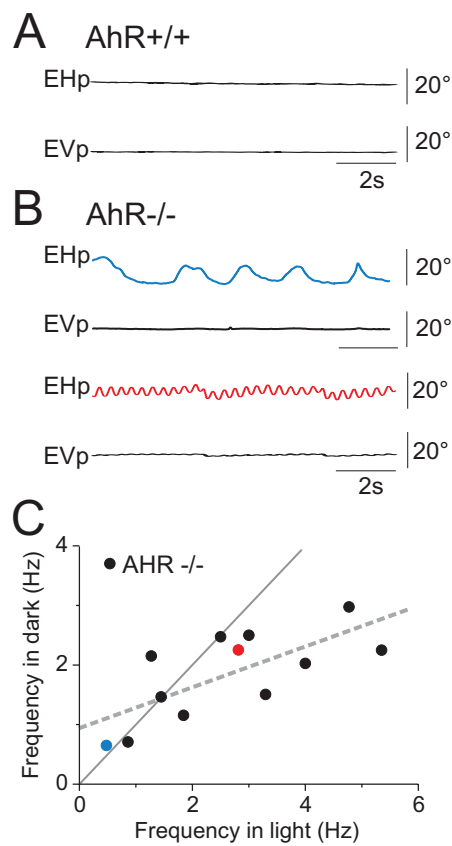 A AhR+/+
EHp 20°
EVp 20°
2s
B AhR-/-
EHp 20°
EVp 20°
EHp 20°
EVp 20°
2s
C
4
AHR -/-
Frequency in dark (Hz)
2
0
0 2 4 6
Frequency in light (Hz)